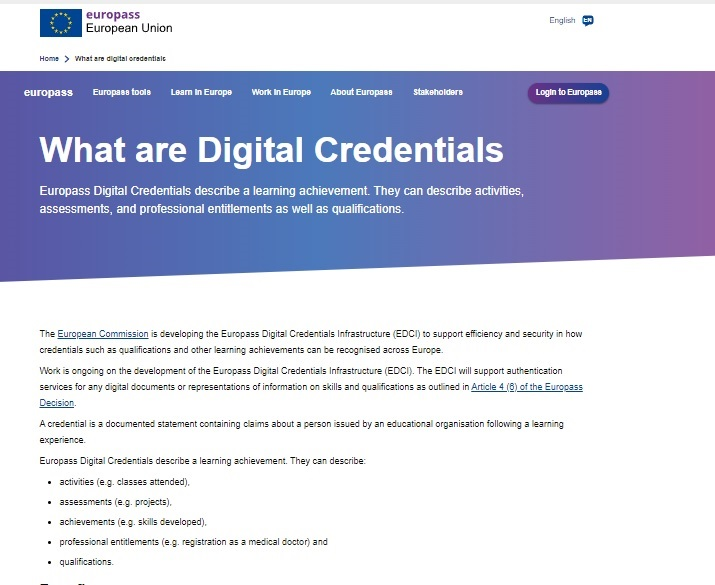 europass
European Union
English EN
Home > What are digital credentials
europass Europass tools Learn in Europe Work in Europe About Europass Stakeholders Login to Europass
What are Digital Credentials
Europass Digital Credentials describe a learning achievement. They can describe activities,
assessments, and professional entitlements as well as qualifications.
The European Commission is developing the Europass Digital Credentials Infrastructure (EDCI) to support efficiency and security in how
credentials such as qualifications and other learning achievements can be recognised across Europe.
Work is ongoing on the development of the Europass Digital Credentials Infrastructure (EDCI). The EDCI will support authentication
services for any digital documents or representations of information on skills and qualifications as outlined in Article 4 (6) of the Europass
Decision.
A credential is a documented statement containing claims about a person issued by an educational organisation following a learning
experience.
Europass Digital Credentials describe a learning achievement. They can describe:
• activities (e.g. classes attended),
• assessments (e.g. projects),
• achievements (e.g. skills developed),
• professional entitlements (e.g. registration as a medical doctor) and
• qualifications.